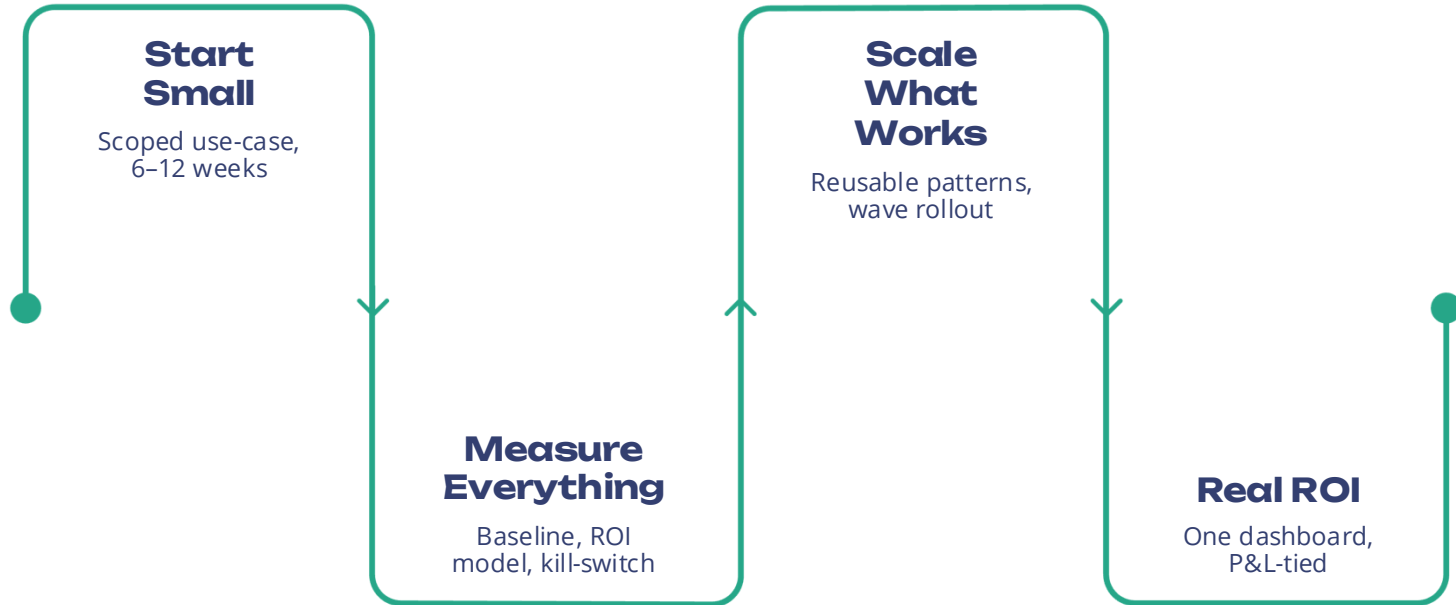 Start
Small
Scoped use-case,
6–12 weeks
Measure
Everything
Baseline, ROI
model, kill-switch
Scale
What
Works
Reusable patterns,
wave rollout
Real ROI
One dashboard,
P&L-tied